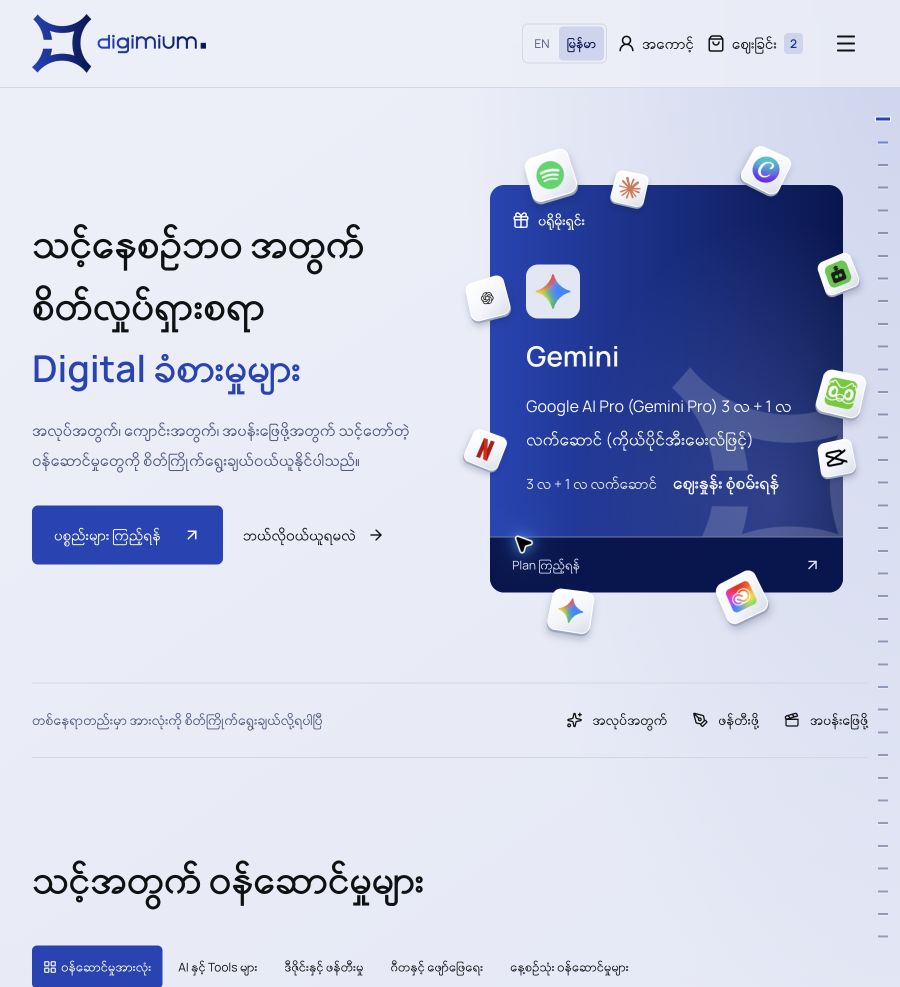 digimium.
EN မြန်မာ အကောင့် ဈေးခြင်း 2
သင့်နေ့စဉ်ဘဝ အတွက်
စိတ်လှုပ်ရှားစရာ
Digital ခံစားမှုများ
အလုပ်အတွက်၊ ကျောင်းအတွက်၊ အပန်းဖြေဖို့အတွက် သင့်တော်တဲ့
ဝန်ဆောင်မှုတွေကို စိတ်ကြိုက်ရွေးချယ်ဝယ်ယူနိုင်ပါသည်။
ပစ္စည်းများ ကြည့်ရန်
ဘယ်လိုဝယ်ယူရမလဲ
ပရိုမိုးရှင်း
Gemini
Google AI Pro (Gemini Pro) 3 လ + 1 လ
လက်ဆောင် (ကိုယ်ပိုင်အီးမေးလ်ဖြင့်)
3 လ + 1 လ လက်ဆောင် ဈေးနှုန်း စုံစမ်းရန်
Plan ကြည့်ရန်
တစ်နေရာတည်းမှာ အားလုံးကို စိတ်ကြိုက်ရွေးချယ်လို့ရပါပြီ
အလုပ်အတွက် ဖန်တီးဖို့ အပန်းဖြေဖို့
သင့်အတွက် ဝန်ဆောင်မှုများ
ဝန်ဆောင်မှုအားလုံး AI နှင့် Tools များ ဒီဇိုင်းနှင့် ဖန်တီးမှု ဂီတနှင့် ဖျော်ဖြေရေး နေ့စဉ်သုံး ဝန်ဆောင်မှုများ